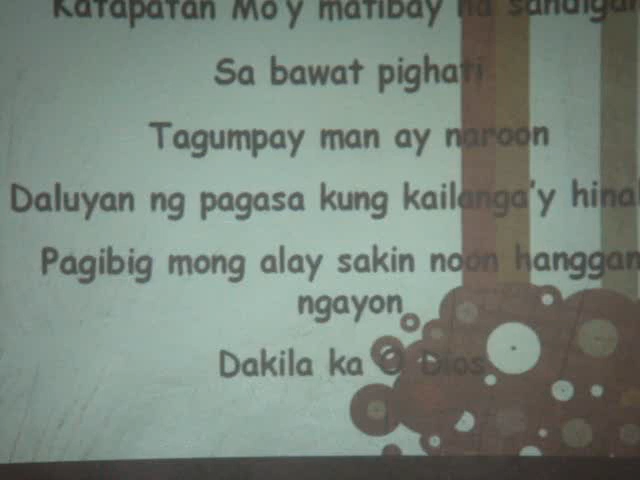 Katapatan Mo'y matibay na
Sa bawat pighati
Tagumpay man ay naroon
Daluyan ng pagasa kung kailanga'y
Pagibig mong alay sakin noon
ngayon
Dakila ka O Dios